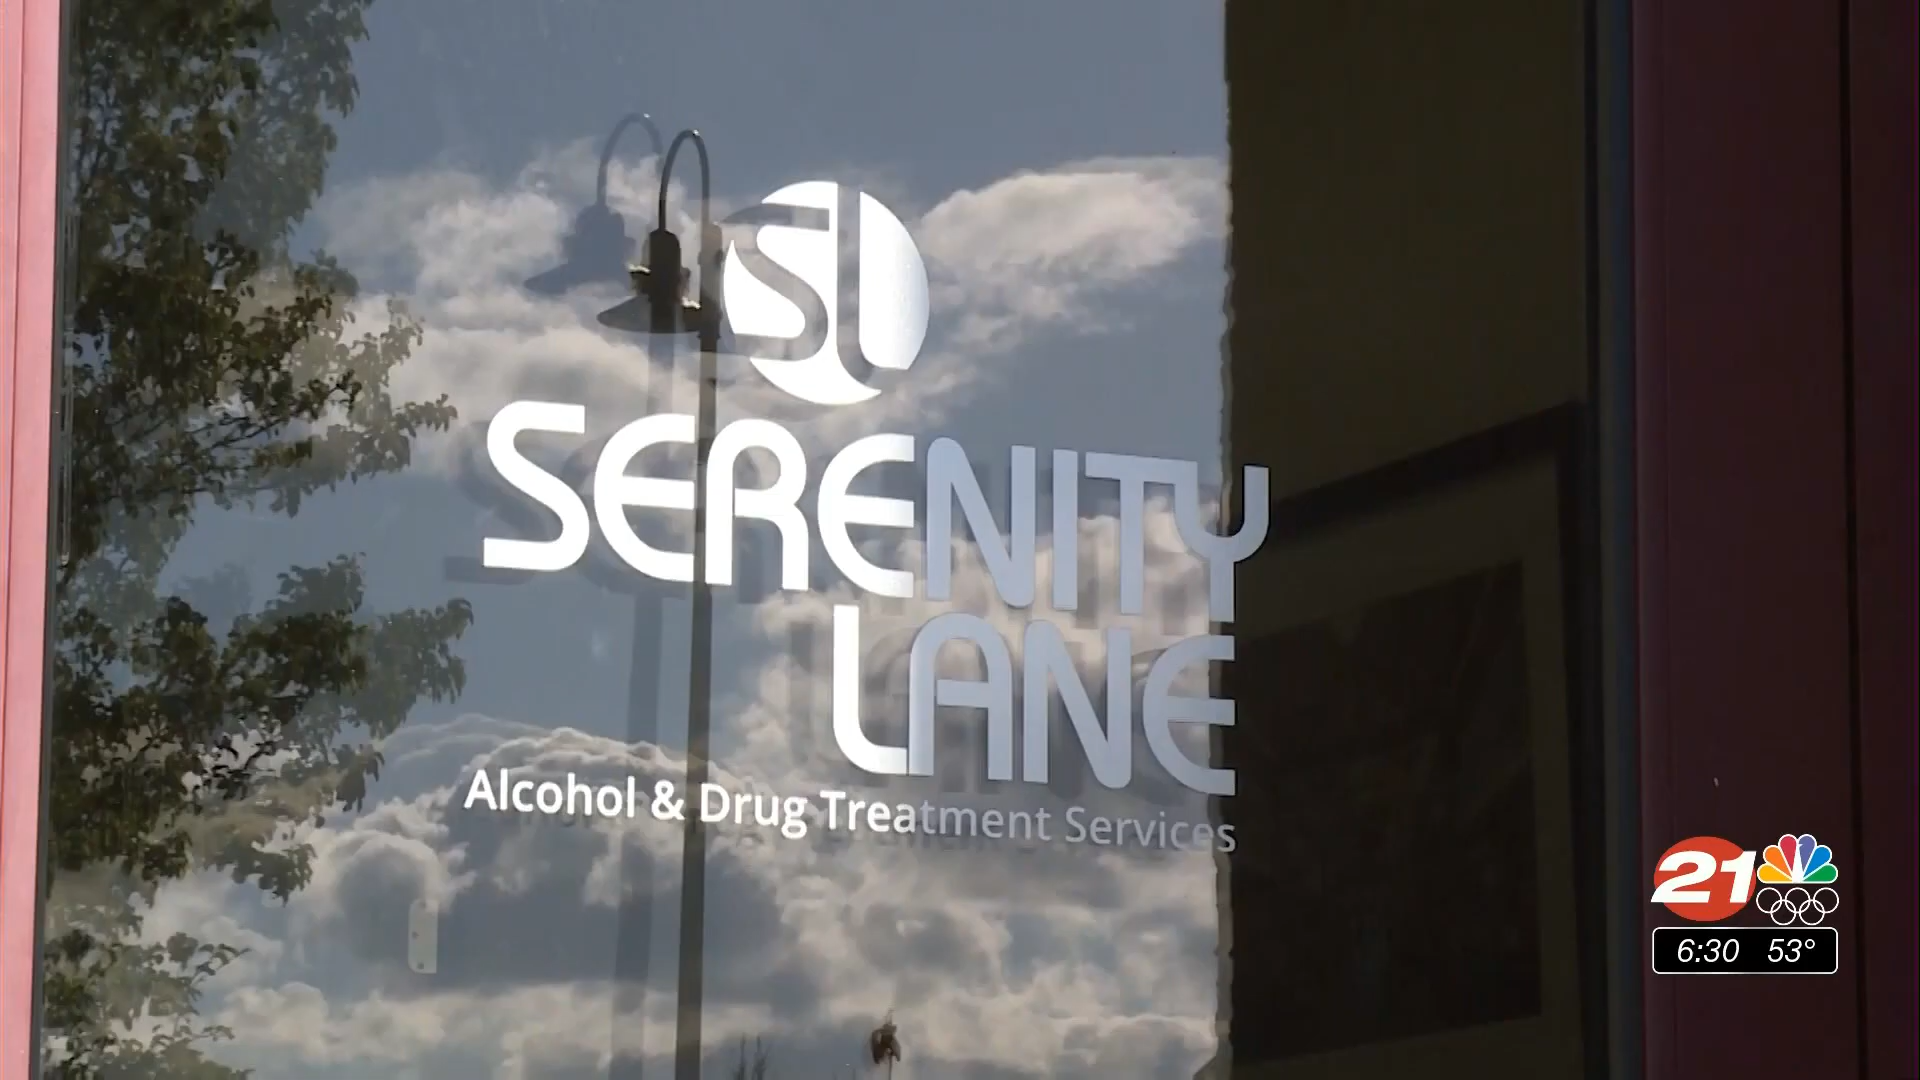 SL
SERENITY
LANE
Alcohol & Drug Treatment Services
21
6:30 53°